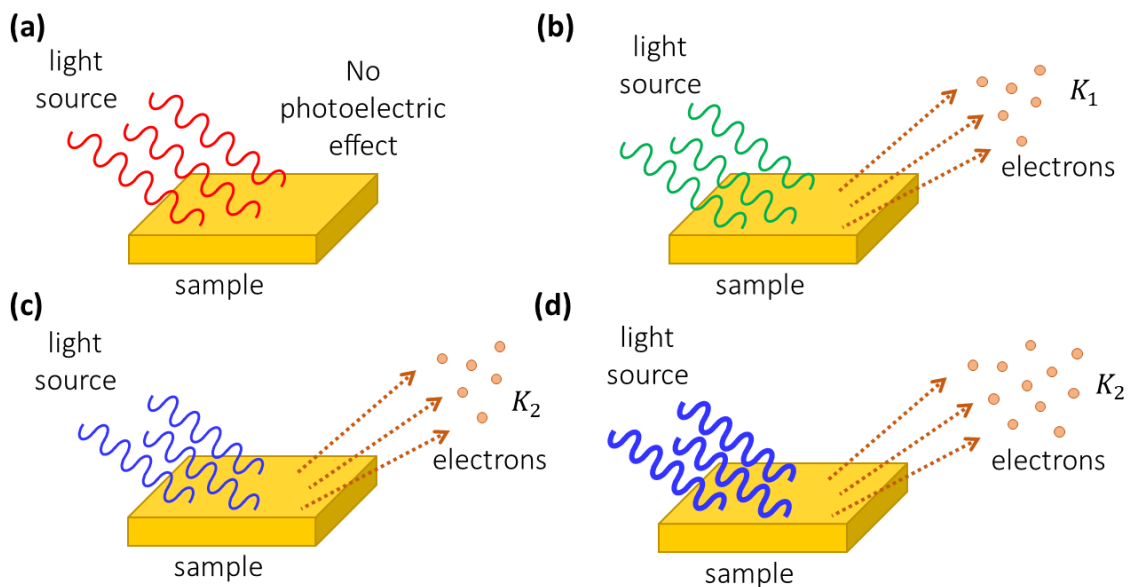 (a)
light
source
No
photoelectric
effect
sample
(b)
light
source
K1
electrons
sample
(c)
light
source
K2
electrons
sample
(d)
light
source
K2
electrons
sample